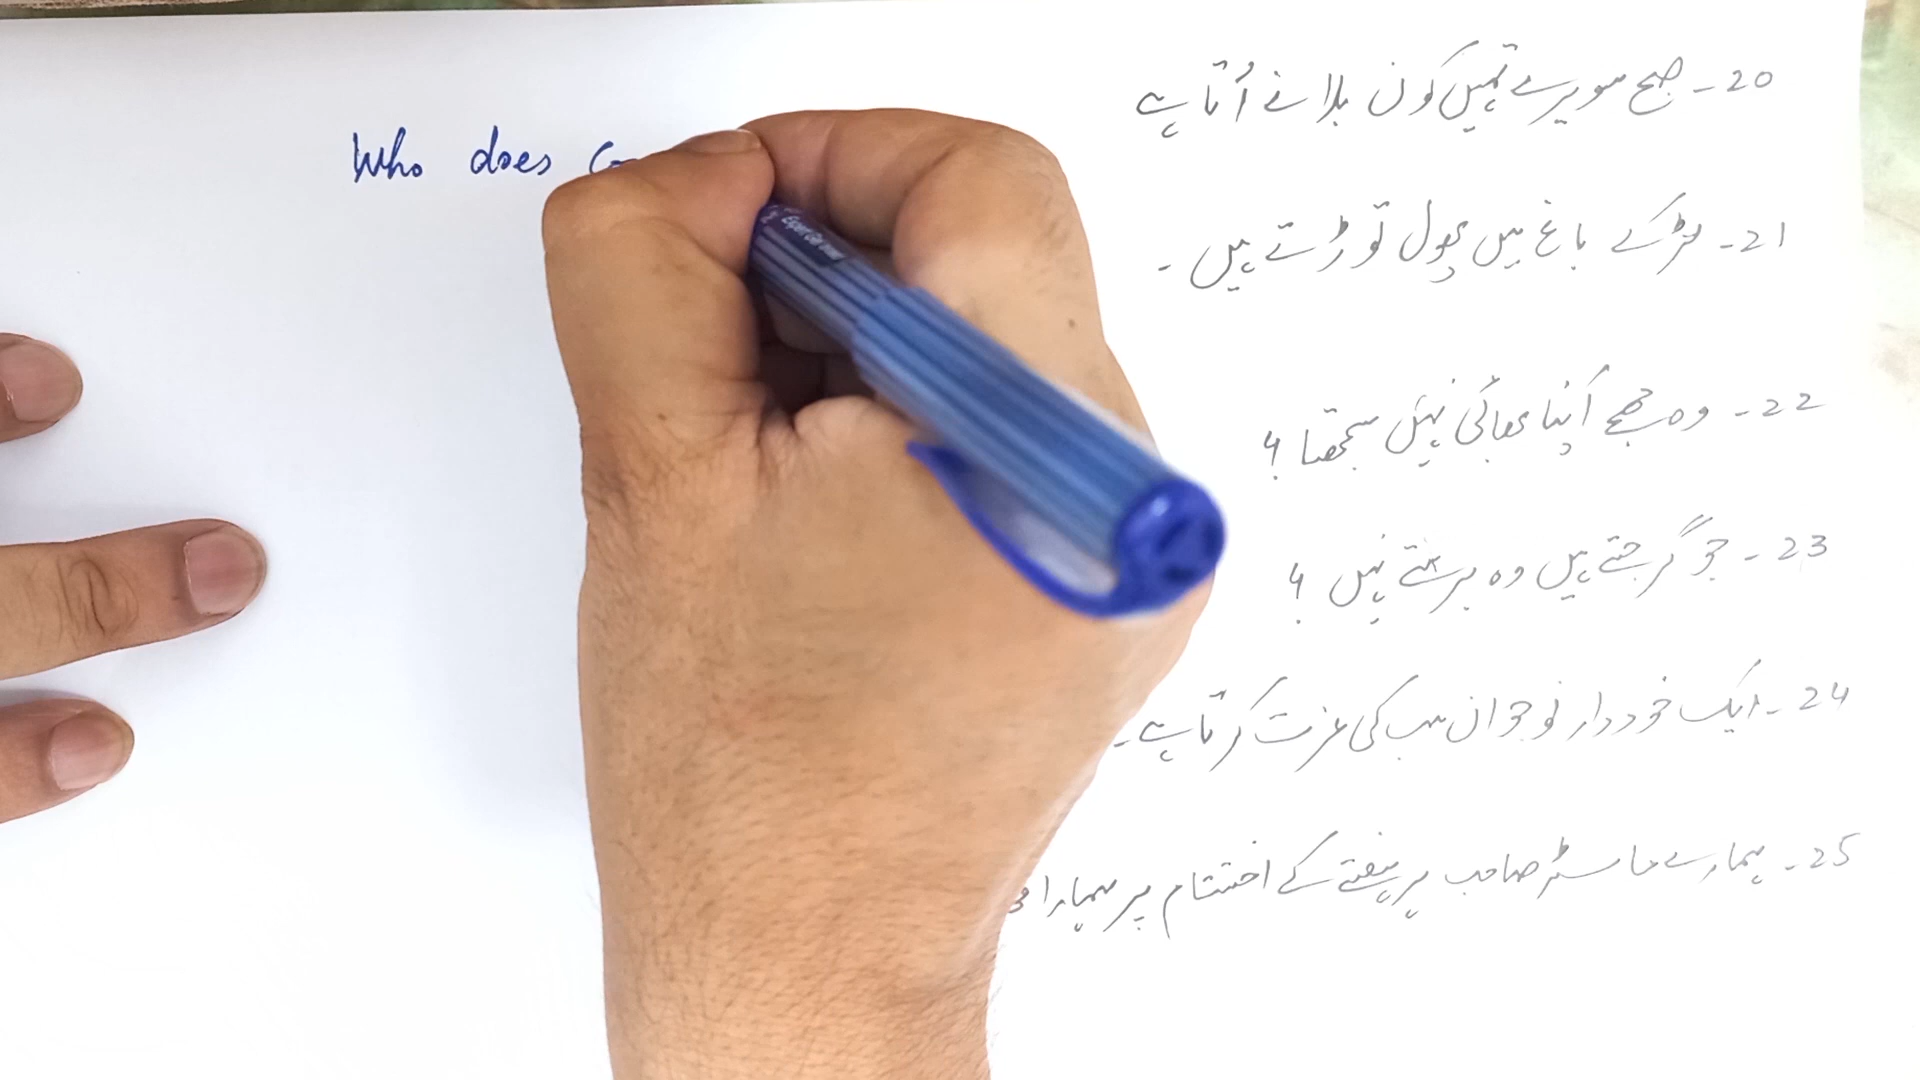 Who does
20- صبح سویرے تمہیں کون بلانے آتا ہے
21- لڑکے باغ میں پھول توڑتے ہیں -
22- وہ مجھے اپنا بھائی نہیں سمجھتا ؟
23- جو گرجتے ہیں وہ برستے نہیں ؟
24- ایک خوددار نوجوان سب کی عزت کرتا ہے -
25- ہمارے ماسٹر صاحب ہر ہفتے کے اختتام پر ہمارا